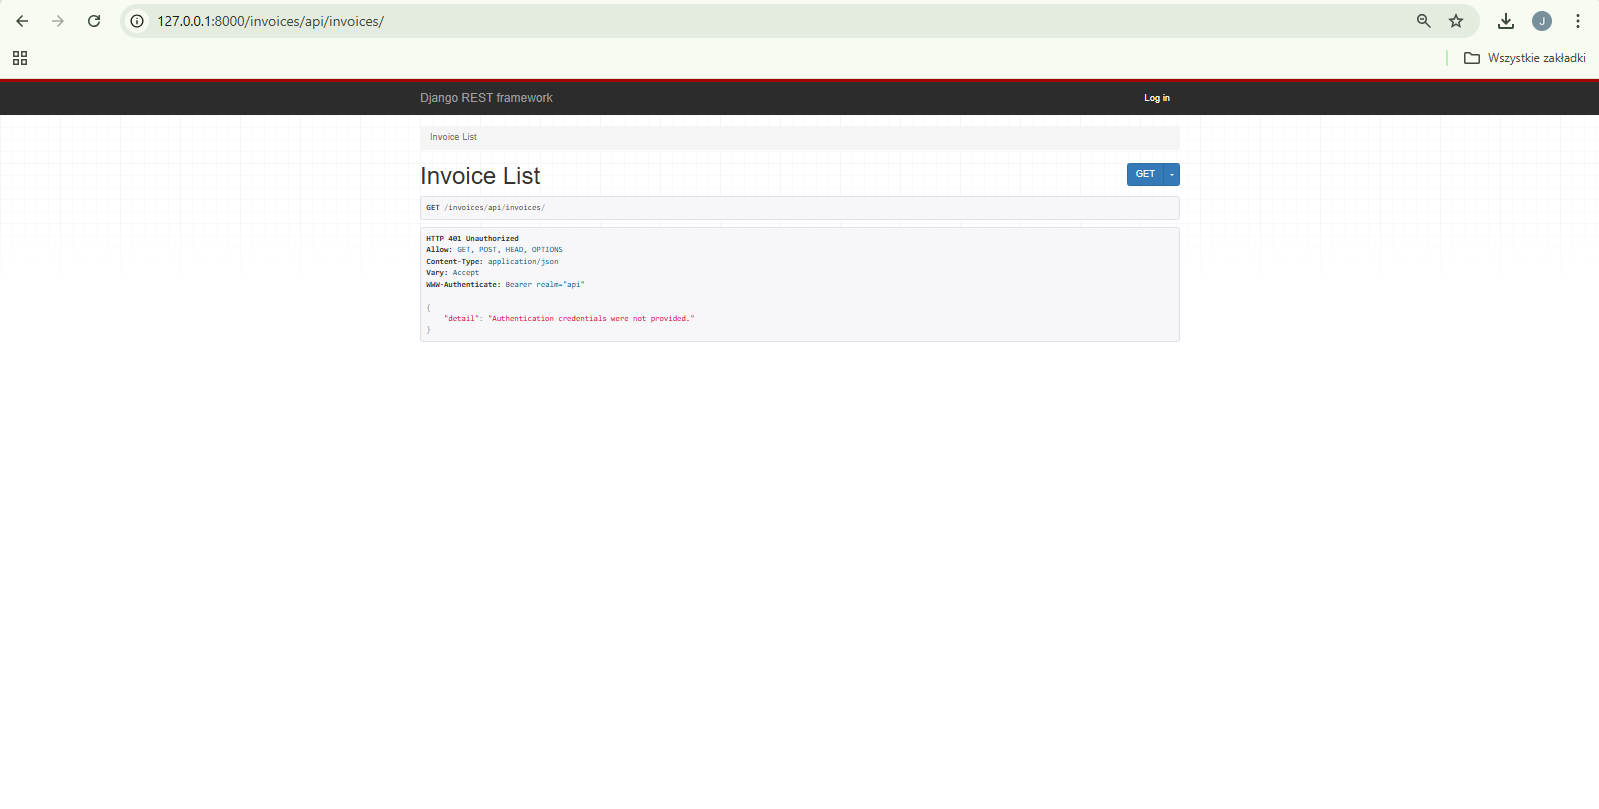 127.0.0.1:8000/invoices/api/invoices/
J
Wszystkie zakładki
Django REST framework
Log in
Invoice List
Invoice List
GET
GET /invoices/api/invoices/
HTTP 401 Unauthorized
Allow: GET, POST, HEAD, OPTIONS
Content-Type: application/json
Vary: Accept
WWW-Authenticate: Bearer realm="api"
{
"detail": "Authentication credentials were not provided."
}